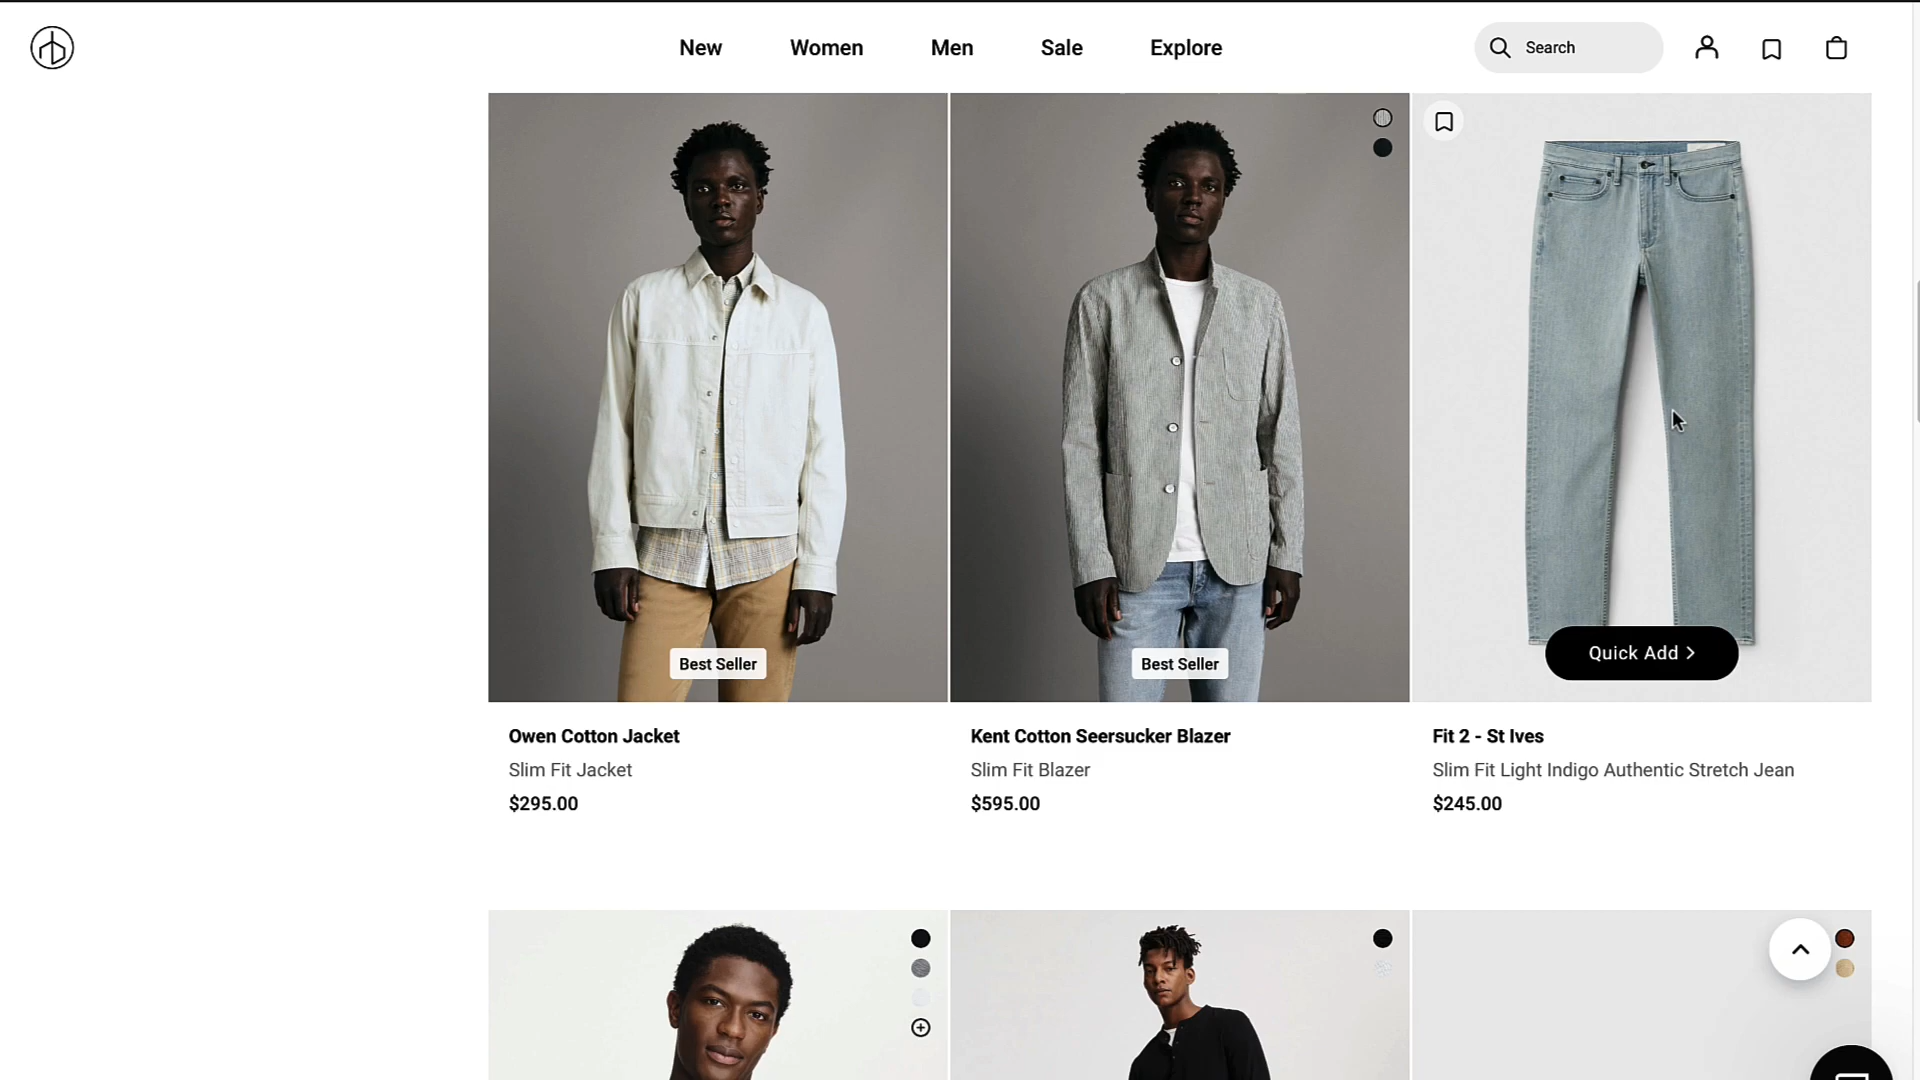 New
Women
Men
Sale
Explore
Search
Best Seller
Best Seller
Quick Add >
Owen Cotton Jacket
Slim Fit Jacket
$295.00
Kent Cotton Seersucker Blazer
Slim Fit Blazer
$595.00
Fit 2 - St Ives
Slim Fit Light Indigo Authentic Stretch Jean
$245.00